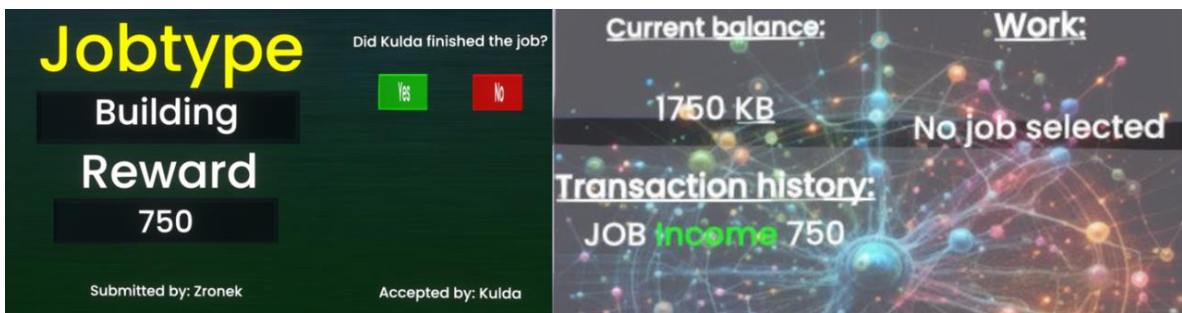 Jobtype
Building
Reward
750
Submitted by: Zronek
Did Kulda finished the job?
Yes No
Accepted by: Kulda
Current balance:
1750 KB
Transaction history:
JOB Income 750
Work:
No job selected